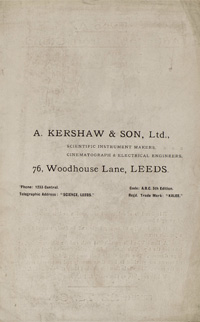 A. KERSHAW & SON, Ltd.,
SCIENTIFIC INSTRUMENT MAKERS,
CINEMATOGRAPH & ELECTRICAL ENGINEERS,
76, Woodhouse Lane, LEEDS.
Phone: 1254 Central. Code: A.B.C. 5th Edition.
Telegraphic Address: "SCIENCE, LEEDS." Regd. Trade Mark: "KALEE."